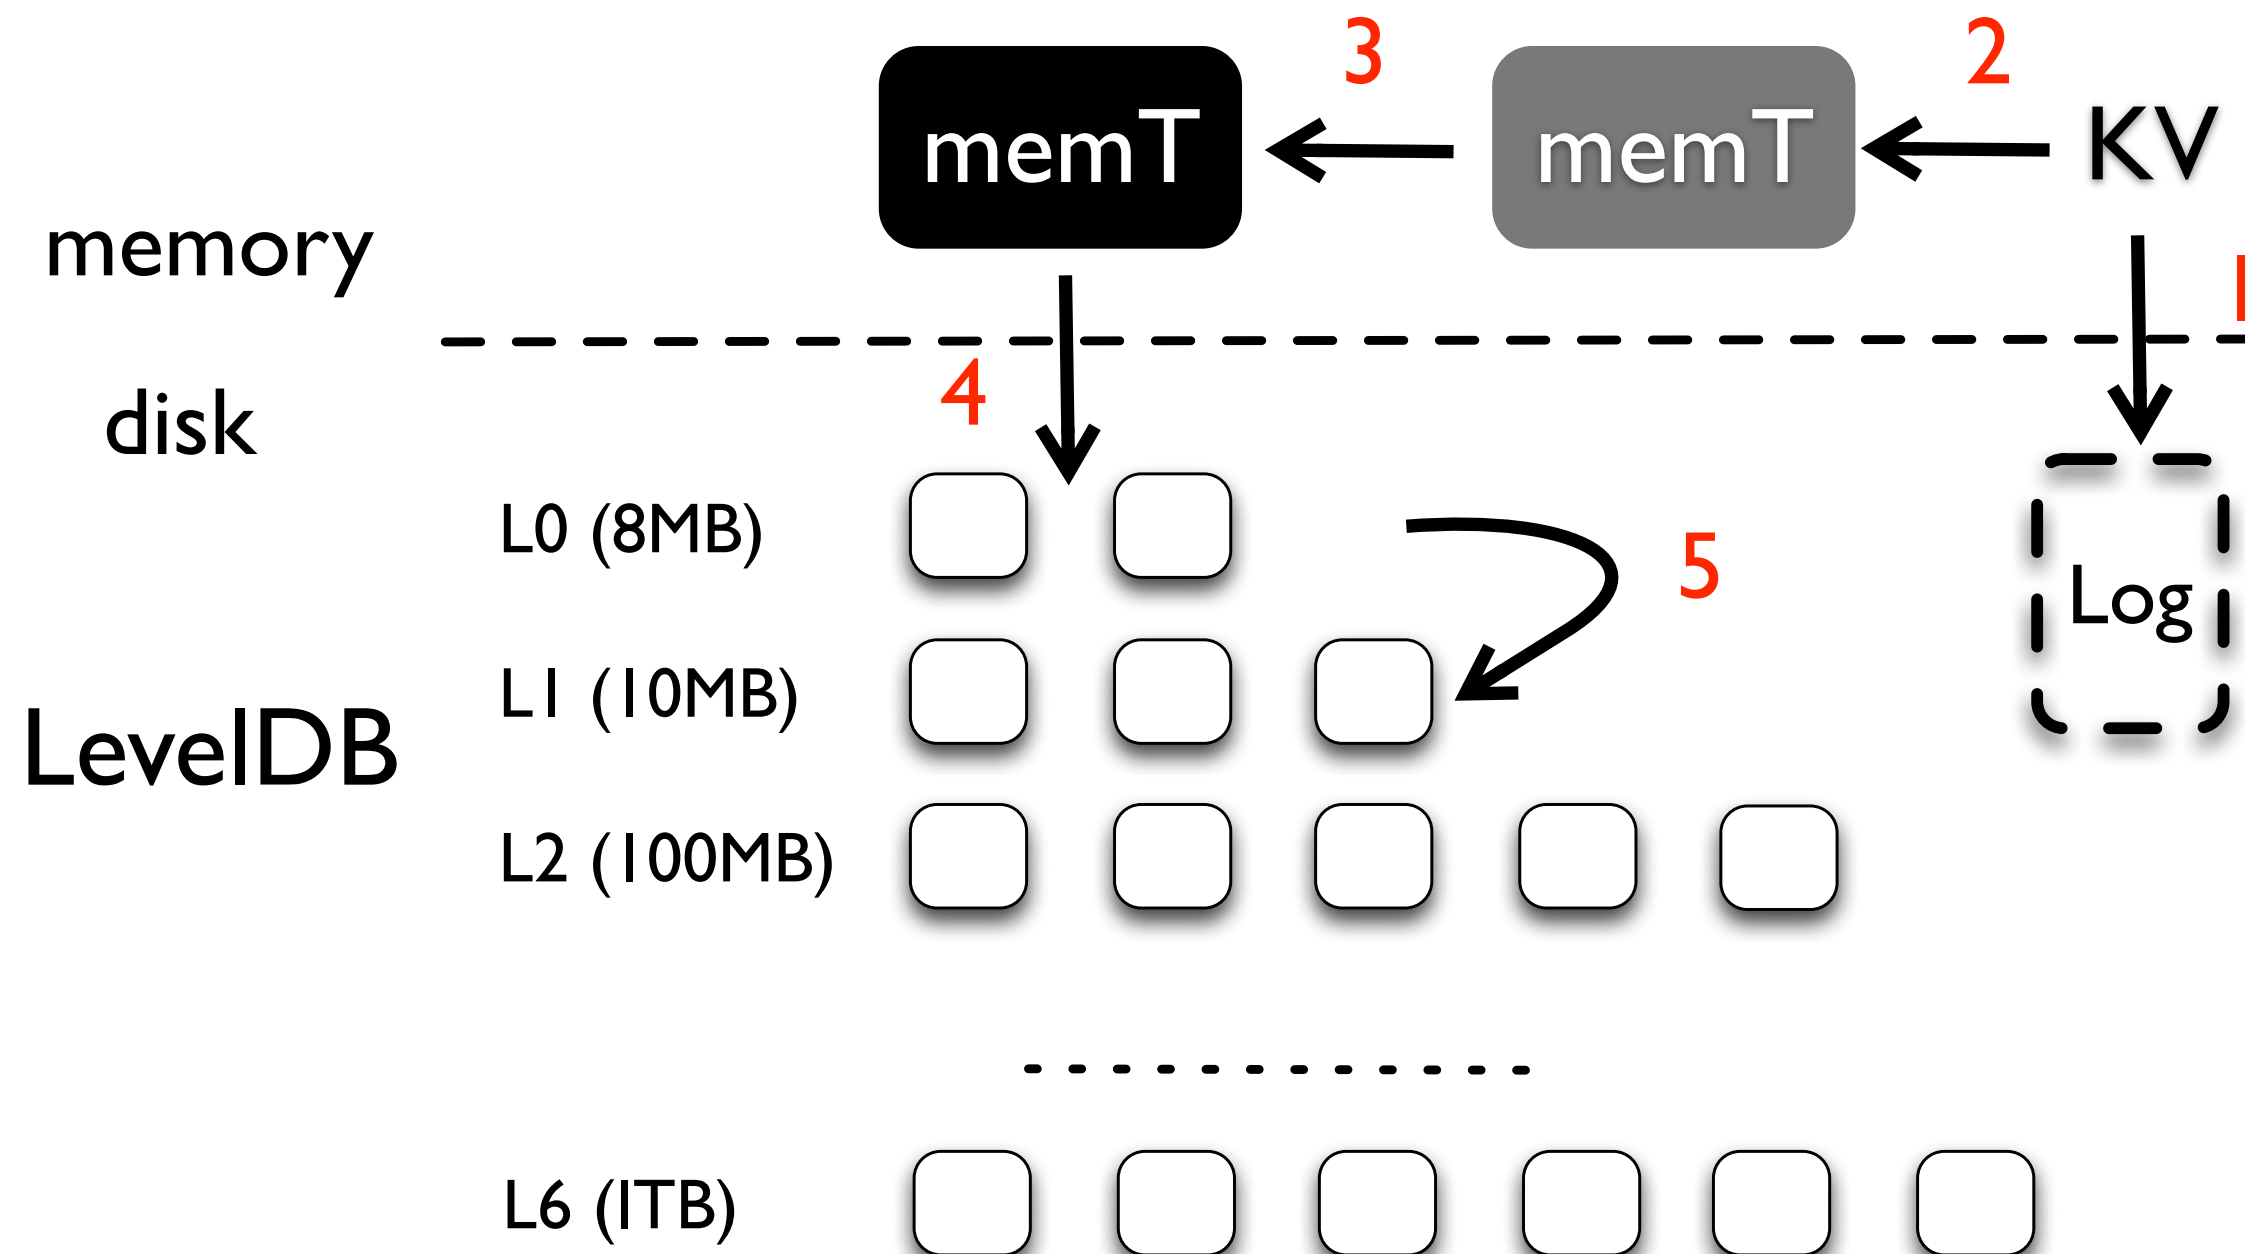 3
2
memT
memT
KV
memory
1
4
disk
L0 (8MB)
5
Log
L1 (10MB)
LevelDB
L2 (100MB)
L6 (1TB)